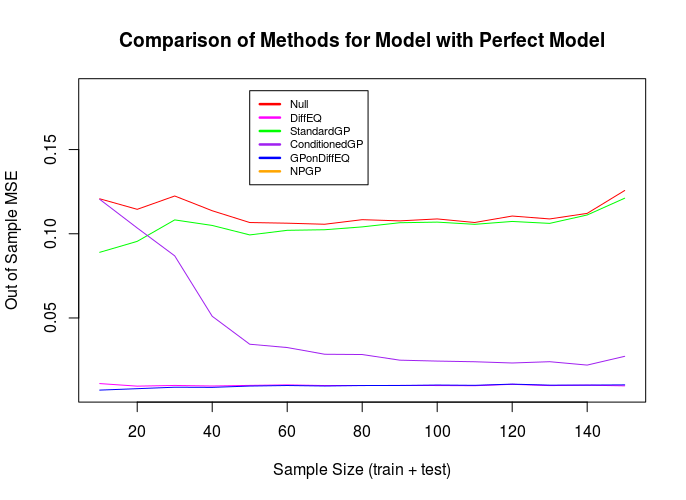 Comparison of Methods for Model with Perfect Model
Null
DiffEQ
StandardGP
ConditionedGP
GPonDiffEQ
NPGP
Out of Sample MSE
0.15
0.10
0.05
20 40 60 80 100 120 140
Sample Size (train + test)